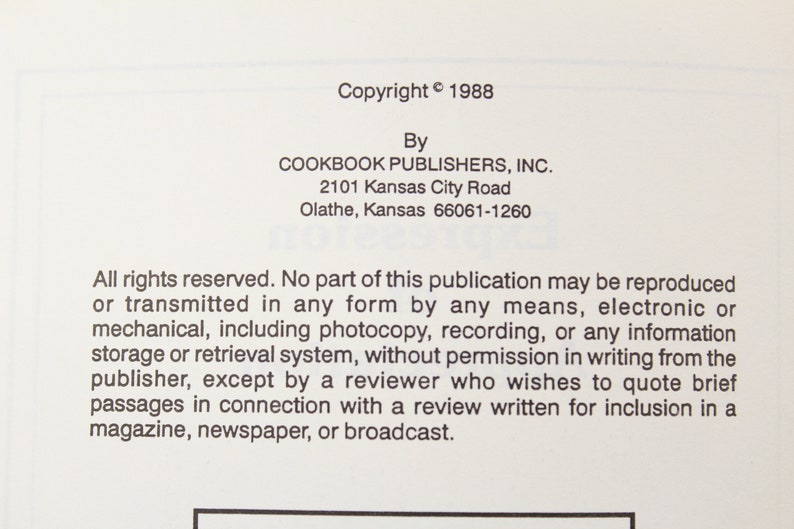 Copyright © 1988
By
COOKBOOK PUBLISHERS, INC.
2101 Kansas City Road
Olathe, Kansas 66061-1260
Expression
All rights reserved. No part of this publication may be reproduced
or transmitted in any form by any means, electronic or
mechanical, including photocopy, recording, or any information
storage or retrieval system, without permission in writing from the
publisher, except by a reviewer who wishes to quote brief
passages in connection with a review written for inclusion in a
magazine, newspaper, or broadcast.